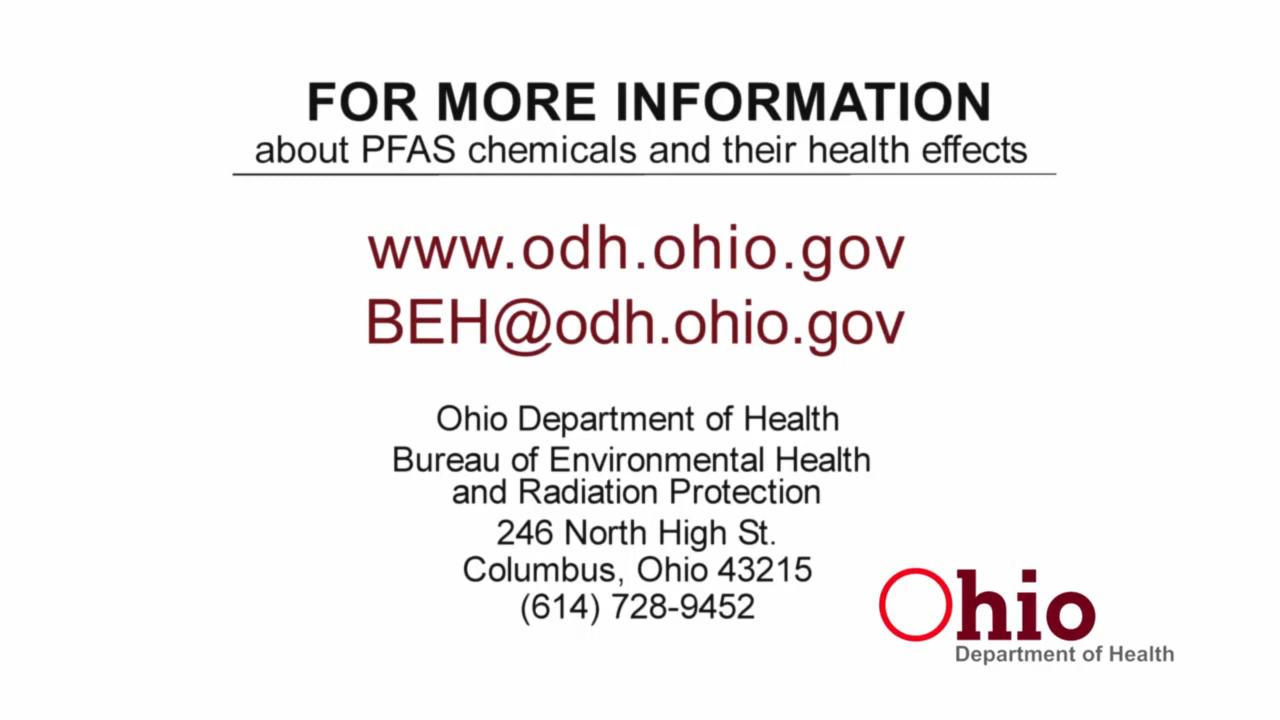 FOR MORE INFORMATION
about PFAS chemicals and their health effects
www.odh.ohio.gov
BEH@odh.ohio.gov
Ohio Department of Health
Bureau of Environmental Health
and Radiation Protection
246 North High St.
Columbus, Ohio 43215
(614) 728-9452
Ohio
Department of Health